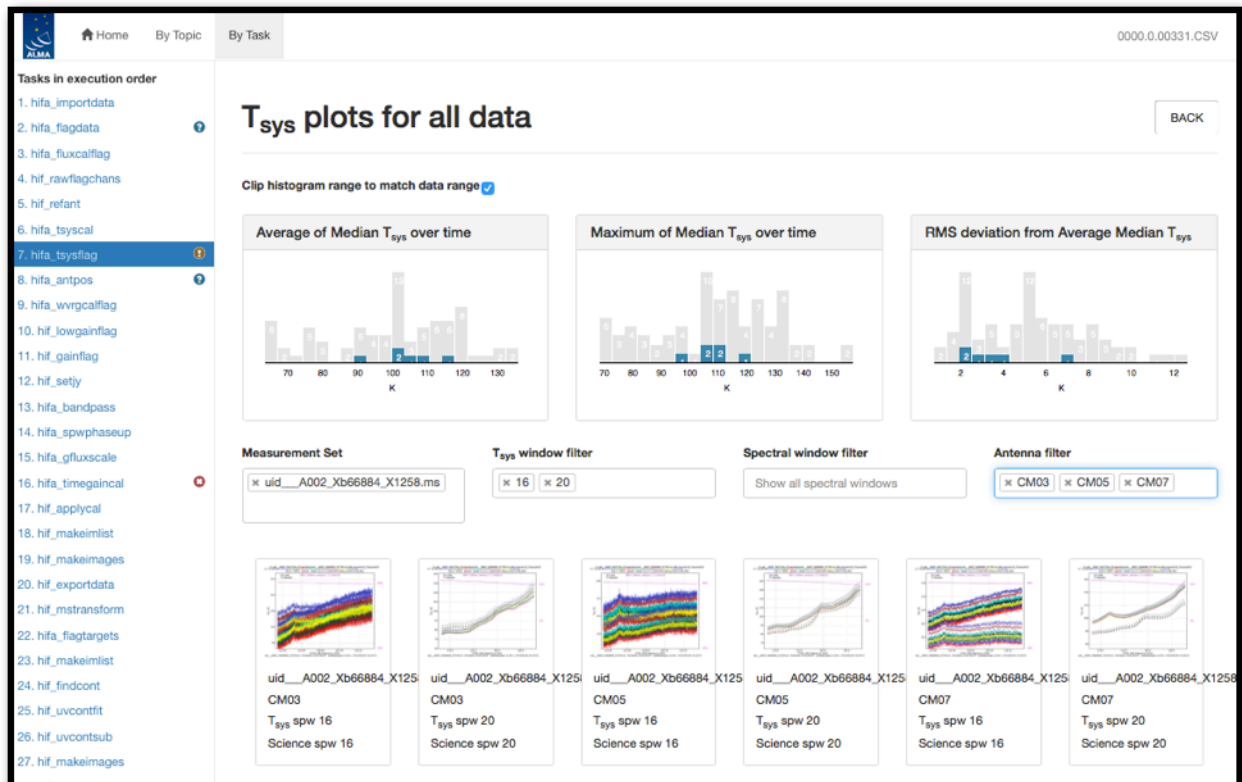 ALMA
Home
By Topic
By Task
0000.0.00331.CSV
Tasks in execution order
1. hifa_importdata
2. hifa_flagdata
3. hifa_fluxcalflag
4. hif_rawflagchans
5. hif_refant
6. hifa_tsyscal
7. hifa_tsysflag
8. hifa_antpos
9. hifa_wvrgcalflag
10. hif_lowgainflag
11. hif_gainflag
12. hif_setjy
13. hifa_bandpass
14. hifa_spwphaseup
15. hifa_gfluxscale
16. hifa_timegaincal
17. hif_applycal
18. hif_makeimlist
19. hif_makeimages
20. hif_exportdata
21. hif_mstransform
22. hifa_flagtargets
23. hif_makeimlist
24. hif_findcont
25. hif_uvcontfit
26. hif_uvcontsub
27. hif_makeimages
Tsys plots for all data
BACK
Clip histogram range to match data range
Average of Median Tsys over time
70 80 90 100 110 120 130
K
Maximum of Median Tsys over time
70 80 90 100 110 120 130 140 150
K
RMS deviation from Average Median Tsys
2 4 6 8 10 12
K
Measurement Set
uid___A002_Xb66884_X1258.ms
Tsys window filter
16 20
Spectral window filter
Show all spectral windows
Antenna filter
CM03 CM05 CM07
uid___A002_Xb66884_X125
CM03
Tsys spw 16
Science spw 16
uid___A002_Xb66884_X1258
CM03
Tsys spw 20
Science spw 20
uid___A002_Xb66884_X125
CM05
Tsys spw 16
Science spw 16
uid___A002_Xb66884_X125
CM05
Tsys spw 20
Science spw 20
uid___A002_Xb66884_X125
CM07
Tsys spw 16
Science spw 16
uid___A002_Xb66884_X125
CM07
Tsys spw 20
Science spw 20